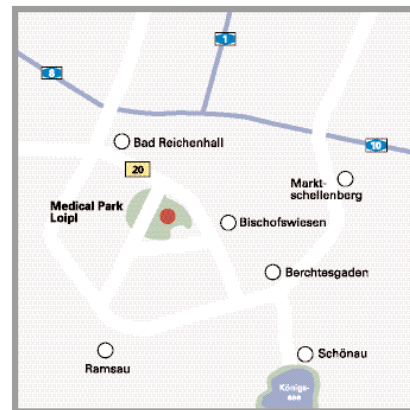 1
8
10
Bad Reichenhall
20
Markt-
schellenberg
Medical Park
Loipl
Bischofswiesen
Berchtesgaden
Schönau
Ramsau
Königs-
see